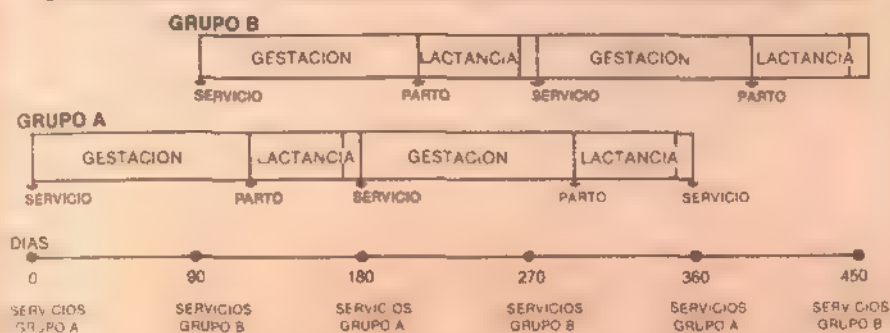 GRUPO B
GESTACION LACTANCIA GESTACION LACTANCIA
SERVICIO PARTO SERVICIO PARTO
GRUPO A
GESTACION LACTANCIA GESTACION LACTANCIA
SERVICIO PARTO SERVICIO PARTO SERVICIO
DIAS
0 90 180 270 360 450
SERVICIOS SERVICIOS SERVICIOS SERVICIOS SERVICIOS SERVICIOS
GRUPO A GRUPO B GRUPO A GRUPO B GRUPO A GRUPO B